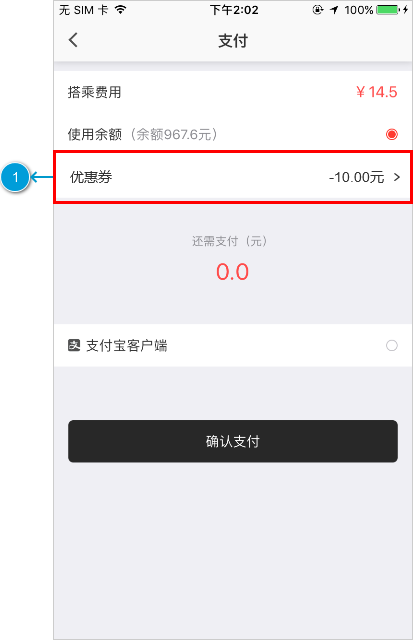 无 SIM 卡 下午2:02 100%
支付
搭乘费用 ￥14.5
使用余额（余额967.6元）
1 优惠券 -10.00元
还需支付（元）
0.0
支 支付宝客户端
确认支付